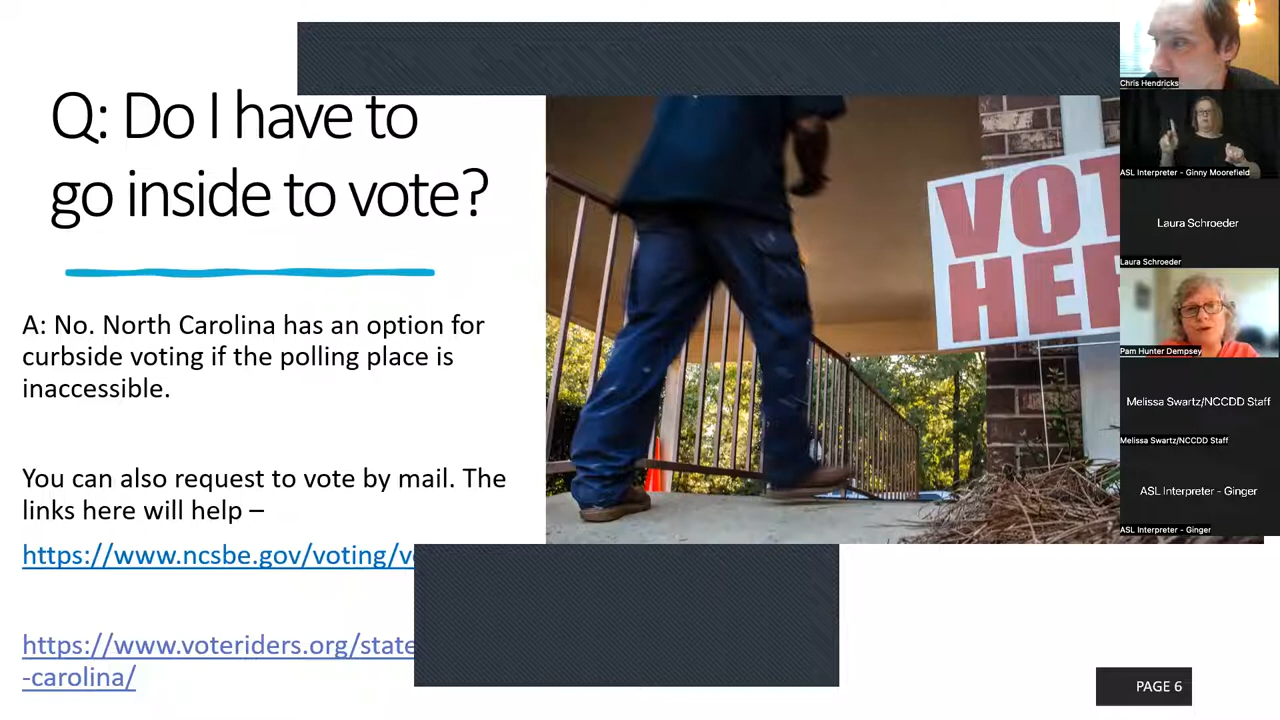 Q: Do I have to
go inside to vote?
A: No. North Carolina has an option for
curbside voting if the polling place is
inaccessible.
You can also request to vote by mail. The
links here will help –
https://www.ncsbe.gov/voting/v
https://www.voteriders.org/state
-carolina/
VOT
HER
PAGE 6
Chris Hendricks
ASL Interpreter - Ginny Moorefield
Laura Schroeder
Laura Schroeder
Pam Hunter Dempsey
Melissa Swartz/NCCDD Staff
Melissa Swartz/NCCDD Staff
ASL Interpreter - Ginger
ASL Interpreter - Ginger